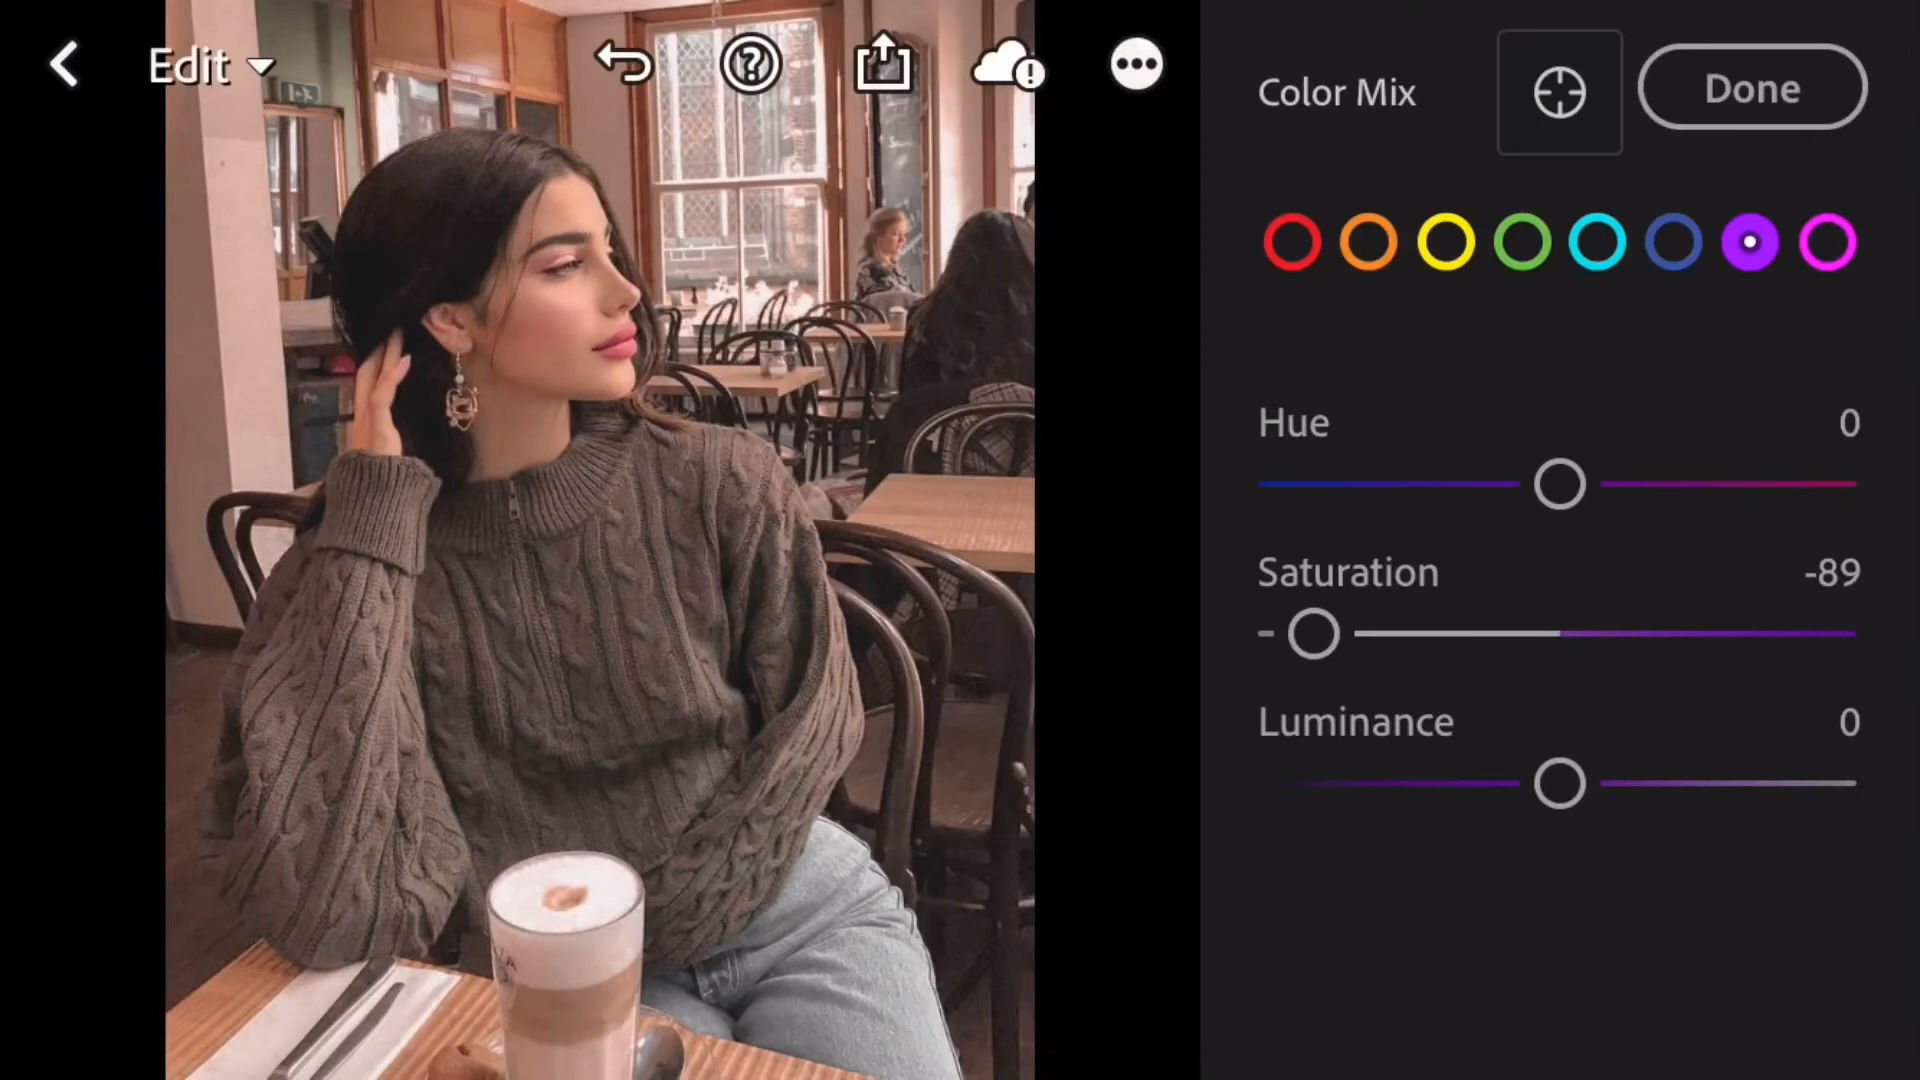 Edit
Color Mix
Done
Hue 0
Saturation -89
Luminance 0